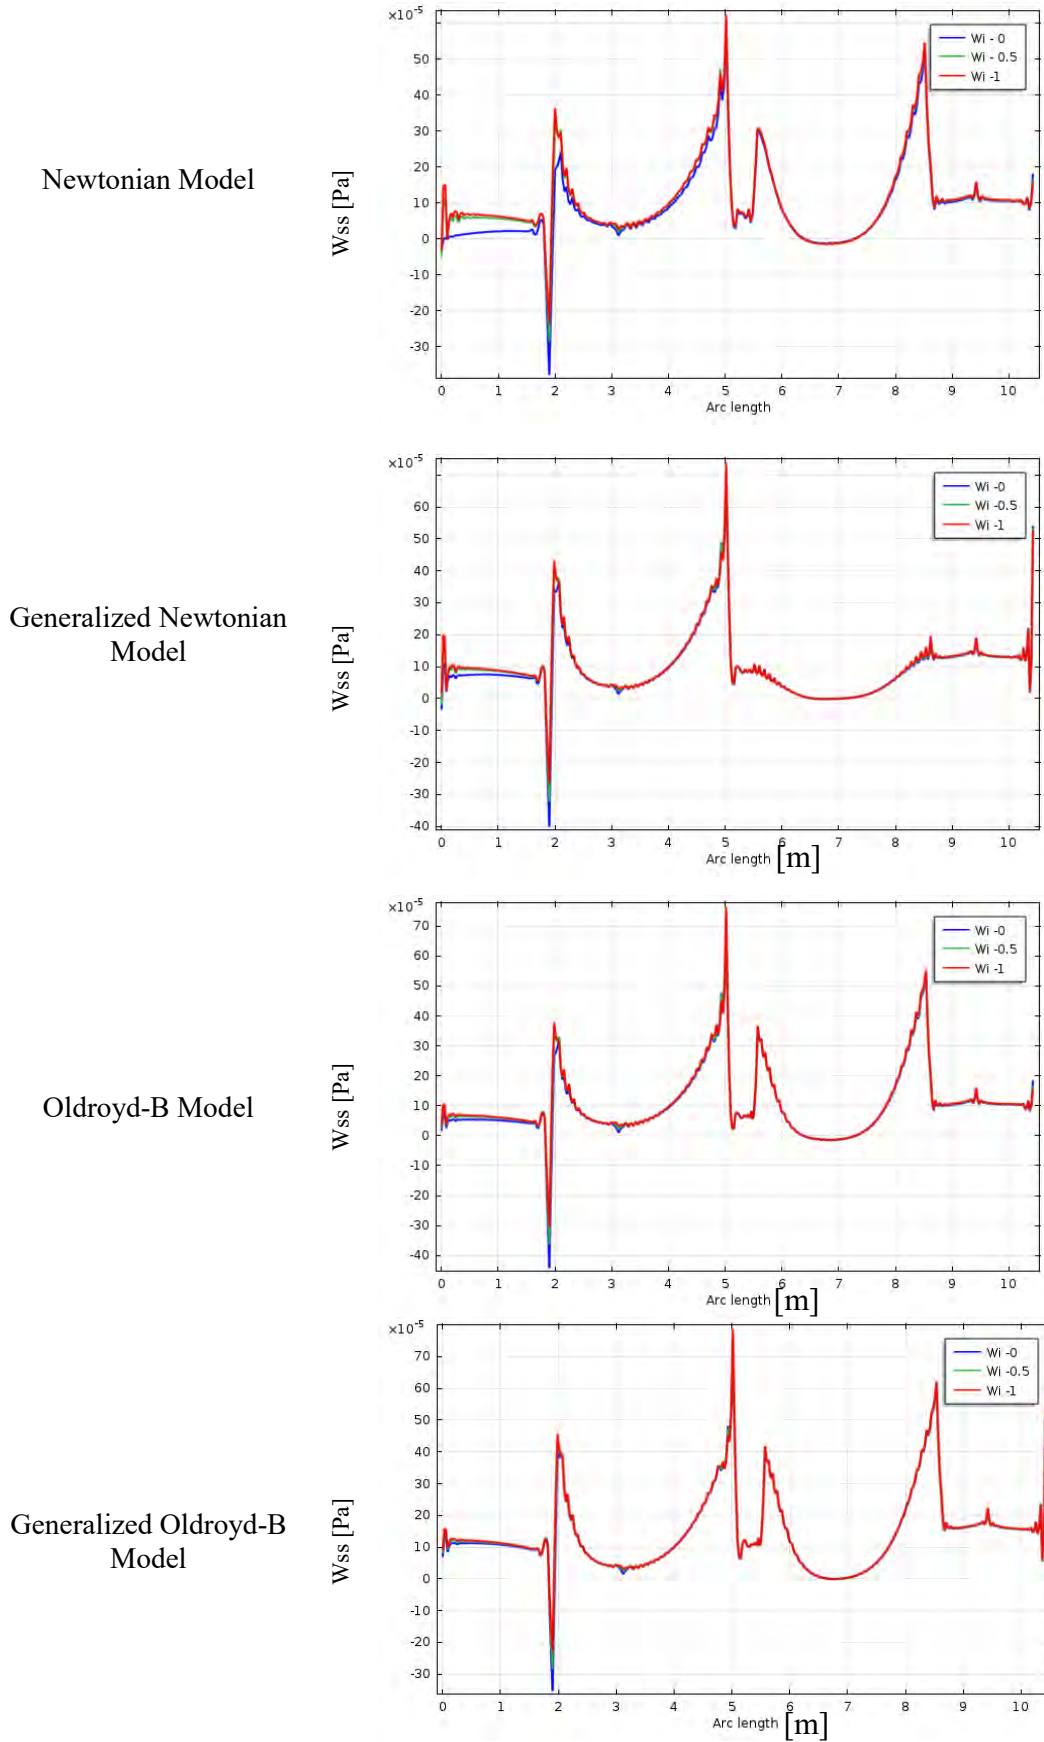 ×10⁻⁵
50
40
30
20
10
0
-10
-20
-30
Wi - 0
Wi - 0.5
Wi -1
Newtonian Model
Wss [Pa]
0 1 2 3 4 5 6 7 8 9 10
Arc length
×10⁻⁵
60
50
40
30
20
10
0
-10
-20
-30
-40
Wi -0
Wi -0.5
Wi -1
Generalized Newtonian
Model
Wss [Pa]
0 1 2 3 4 5 6 7 8 9 10
Arc length [m]
×10⁻⁵
70
60
50
40
30
20
10
0
-10
-20
-30
-40
Wi -0
Wi -0.5
Wi -1
Oldroyd-B Model
Wss [Pa]
0 1 2 3 4 5 6 7 8 9 10
Arc length [m]
×10⁻⁵
70
60
50
40
30
20
10
0
-10
-20
-30
Wi -0
Wi -0.5
Wi -1
Generalized Oldroyd-B
Model
Wss [Pa]
0 1 2 3 4 5 6 7 8 9 10
Arc length [m]